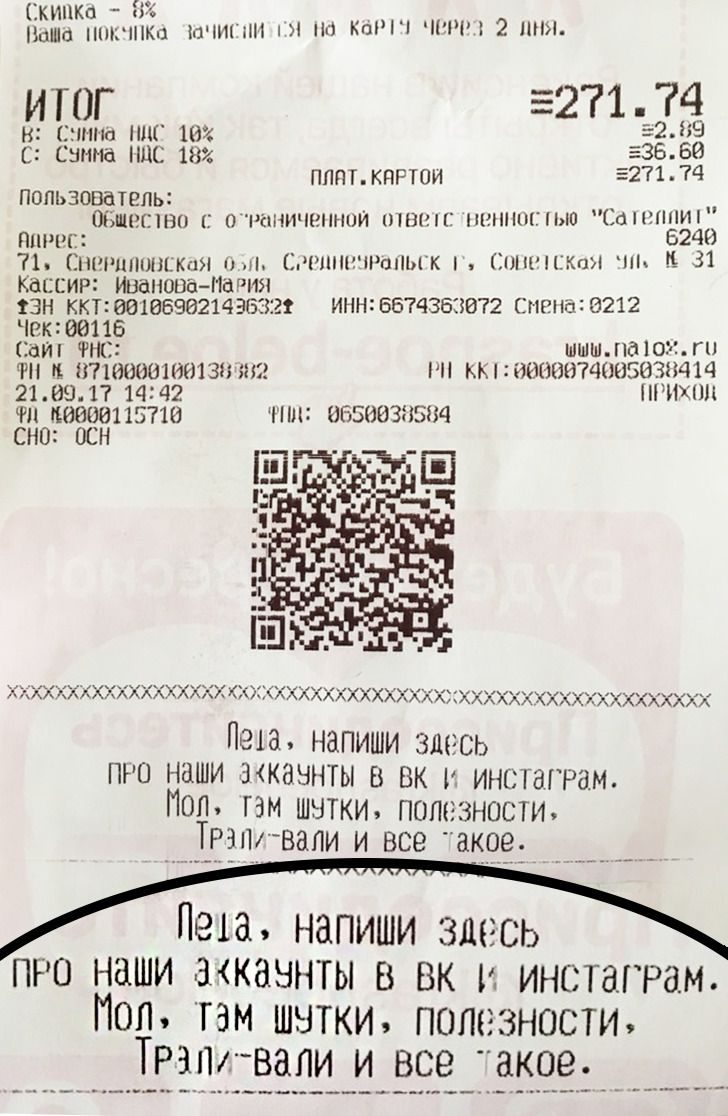 Скидка - 8%
Ваша покупка зачислится на карту через 2 дня.
ИТОГ ≡271.74
В: Сумма НДС 10% ≡2.89
С: Сумма НДС 18% ≡36.60
ПЛАТ.КАРТОЙ ≡271.74
Пользователь:
Общество с ограниченной ответственностью "Сателлит"
Адрес: 6240
71, Свердловская обл, Среднеуральск г, Советская ул, № 31
Кассир: Иванова-Мария
ЗН ККТ:00106902149632 ИНН:6674363072 Смена:0212
Чек:00116
Сайт ФНС: www.nalog.ru
ФН № 8710000100138382 РН ККТ:0000074005038414
21.09.17 14:42 ПРИХОД
ФД №0000115710 ФПД: 0650038584
СНО: ОСН
Леша, напиши здесь
про наши аккаунты в вк и инстаграм.
Мол, там шутки, полезности,
Трали-вали и все такое.
Леша, напиши здесь
про наши аккаунты в вк и инстаграм.
Мол, там шутки, полезности,
Трали-вали и все такое.